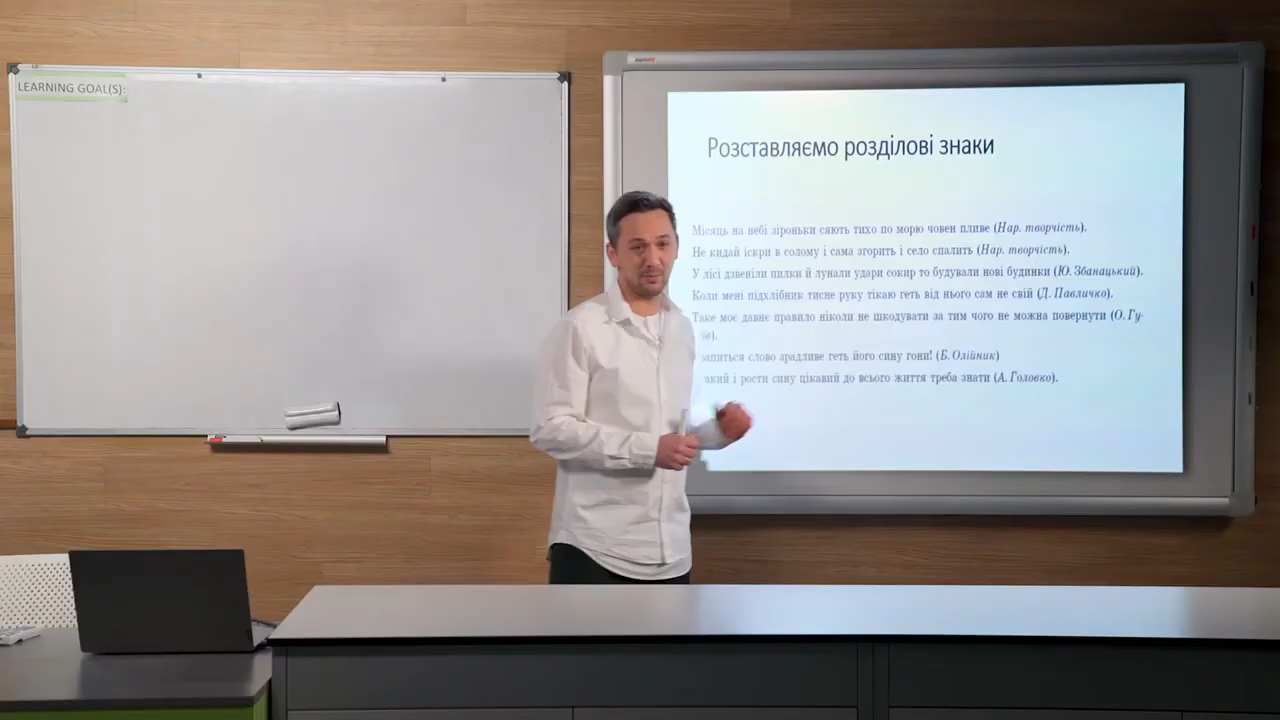 LEARNING GOAL(S):
Розставляємо розділові знаки
Місяць на небі зіроньки сяють тихо по морю човен пливе (Нар. творчість).
Не кидай іскри в солому і сама згорить і село спалить (Нар. творчість).
У лісі дзвеніли пилки й лунали удари сокир то будували нові будинки (Ю. Збанацький).
Коли мені підхлібник тисне руку тікаю геть від нього сам не свій (Д. Павличко).
Таке моє давнє правило ніколи не шкодувати за тим чого не можна повернути (О. Гу-
їв).
слово зрадливе геть його сину гони! (Б. Олійник)
і рости сину цікавий до всього життя треба знати (А. Головко).